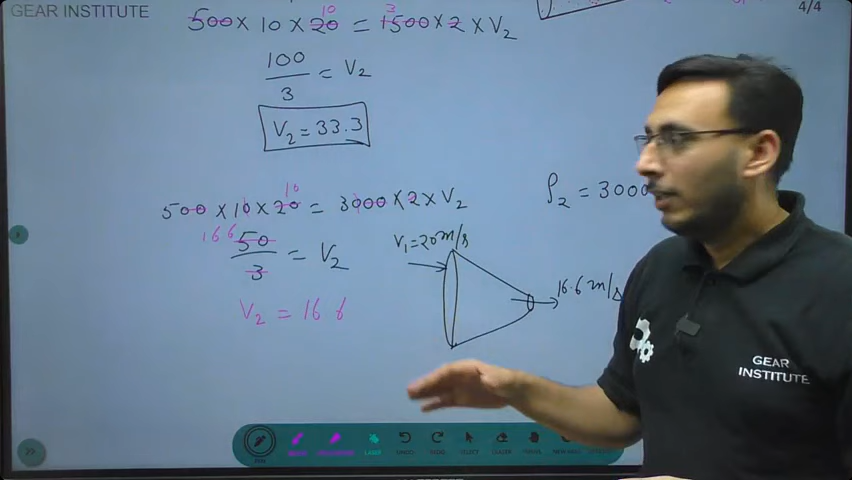 GEAR INSTITUTE
4/4
10 3
500 × 10 × 20 = 1500 × 2 × V₂
100/3 = V₂
V₂ = 33.3
10
500 × 10 × 20 = 3000 × 2 × V₂
ρ₂ = 3000
16 6
50/3 = V₂
V₁ = 20 m/s
16.6 m/s
V₂ = 16 6
GEAR
INSTITUTE